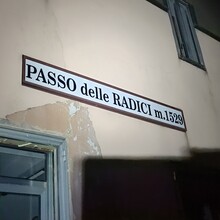 PASSO delle RADICI m.1529